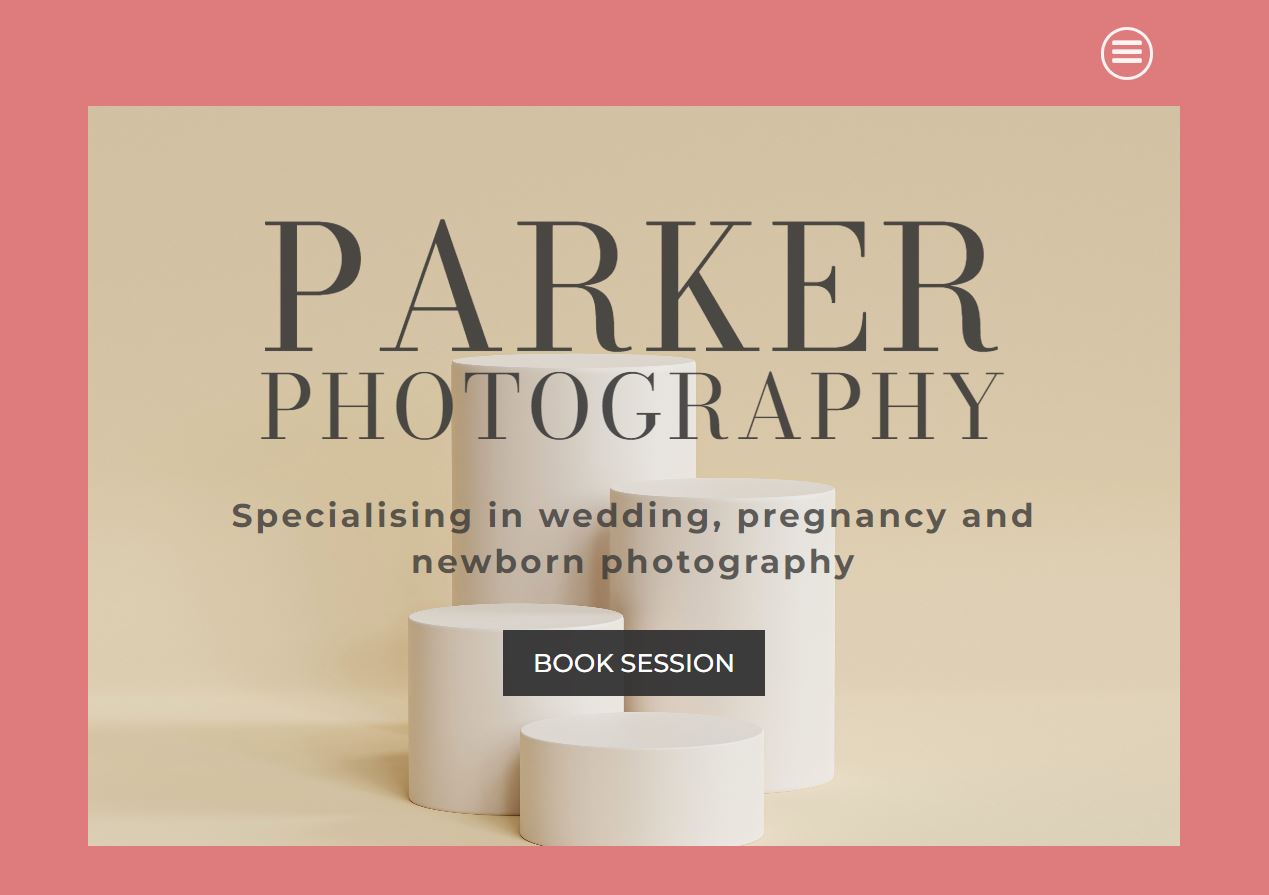 PARKER
PHOTOGRAPHY
Specialising in wedding, pregnancy and
newborn photography
BOOK SESSION